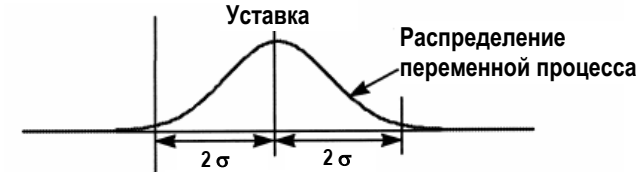 Уставка
Распределение
переменной процесса
2 σ
2 σ